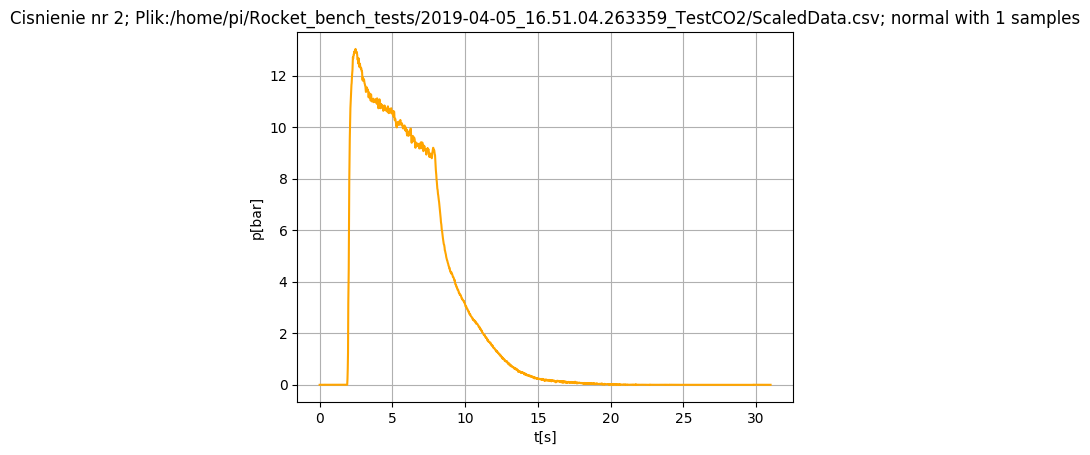 Cisnienie nr 2; Plik:/home/pi/Rocket_bench_tests/2019-04-05_16.51.04.263359_TestCO2/ScaledData.csv; normal with 1 samples
12
10
8
6
4
2
0
p[bar]
0 5 10 15 20 25 30
t[s]